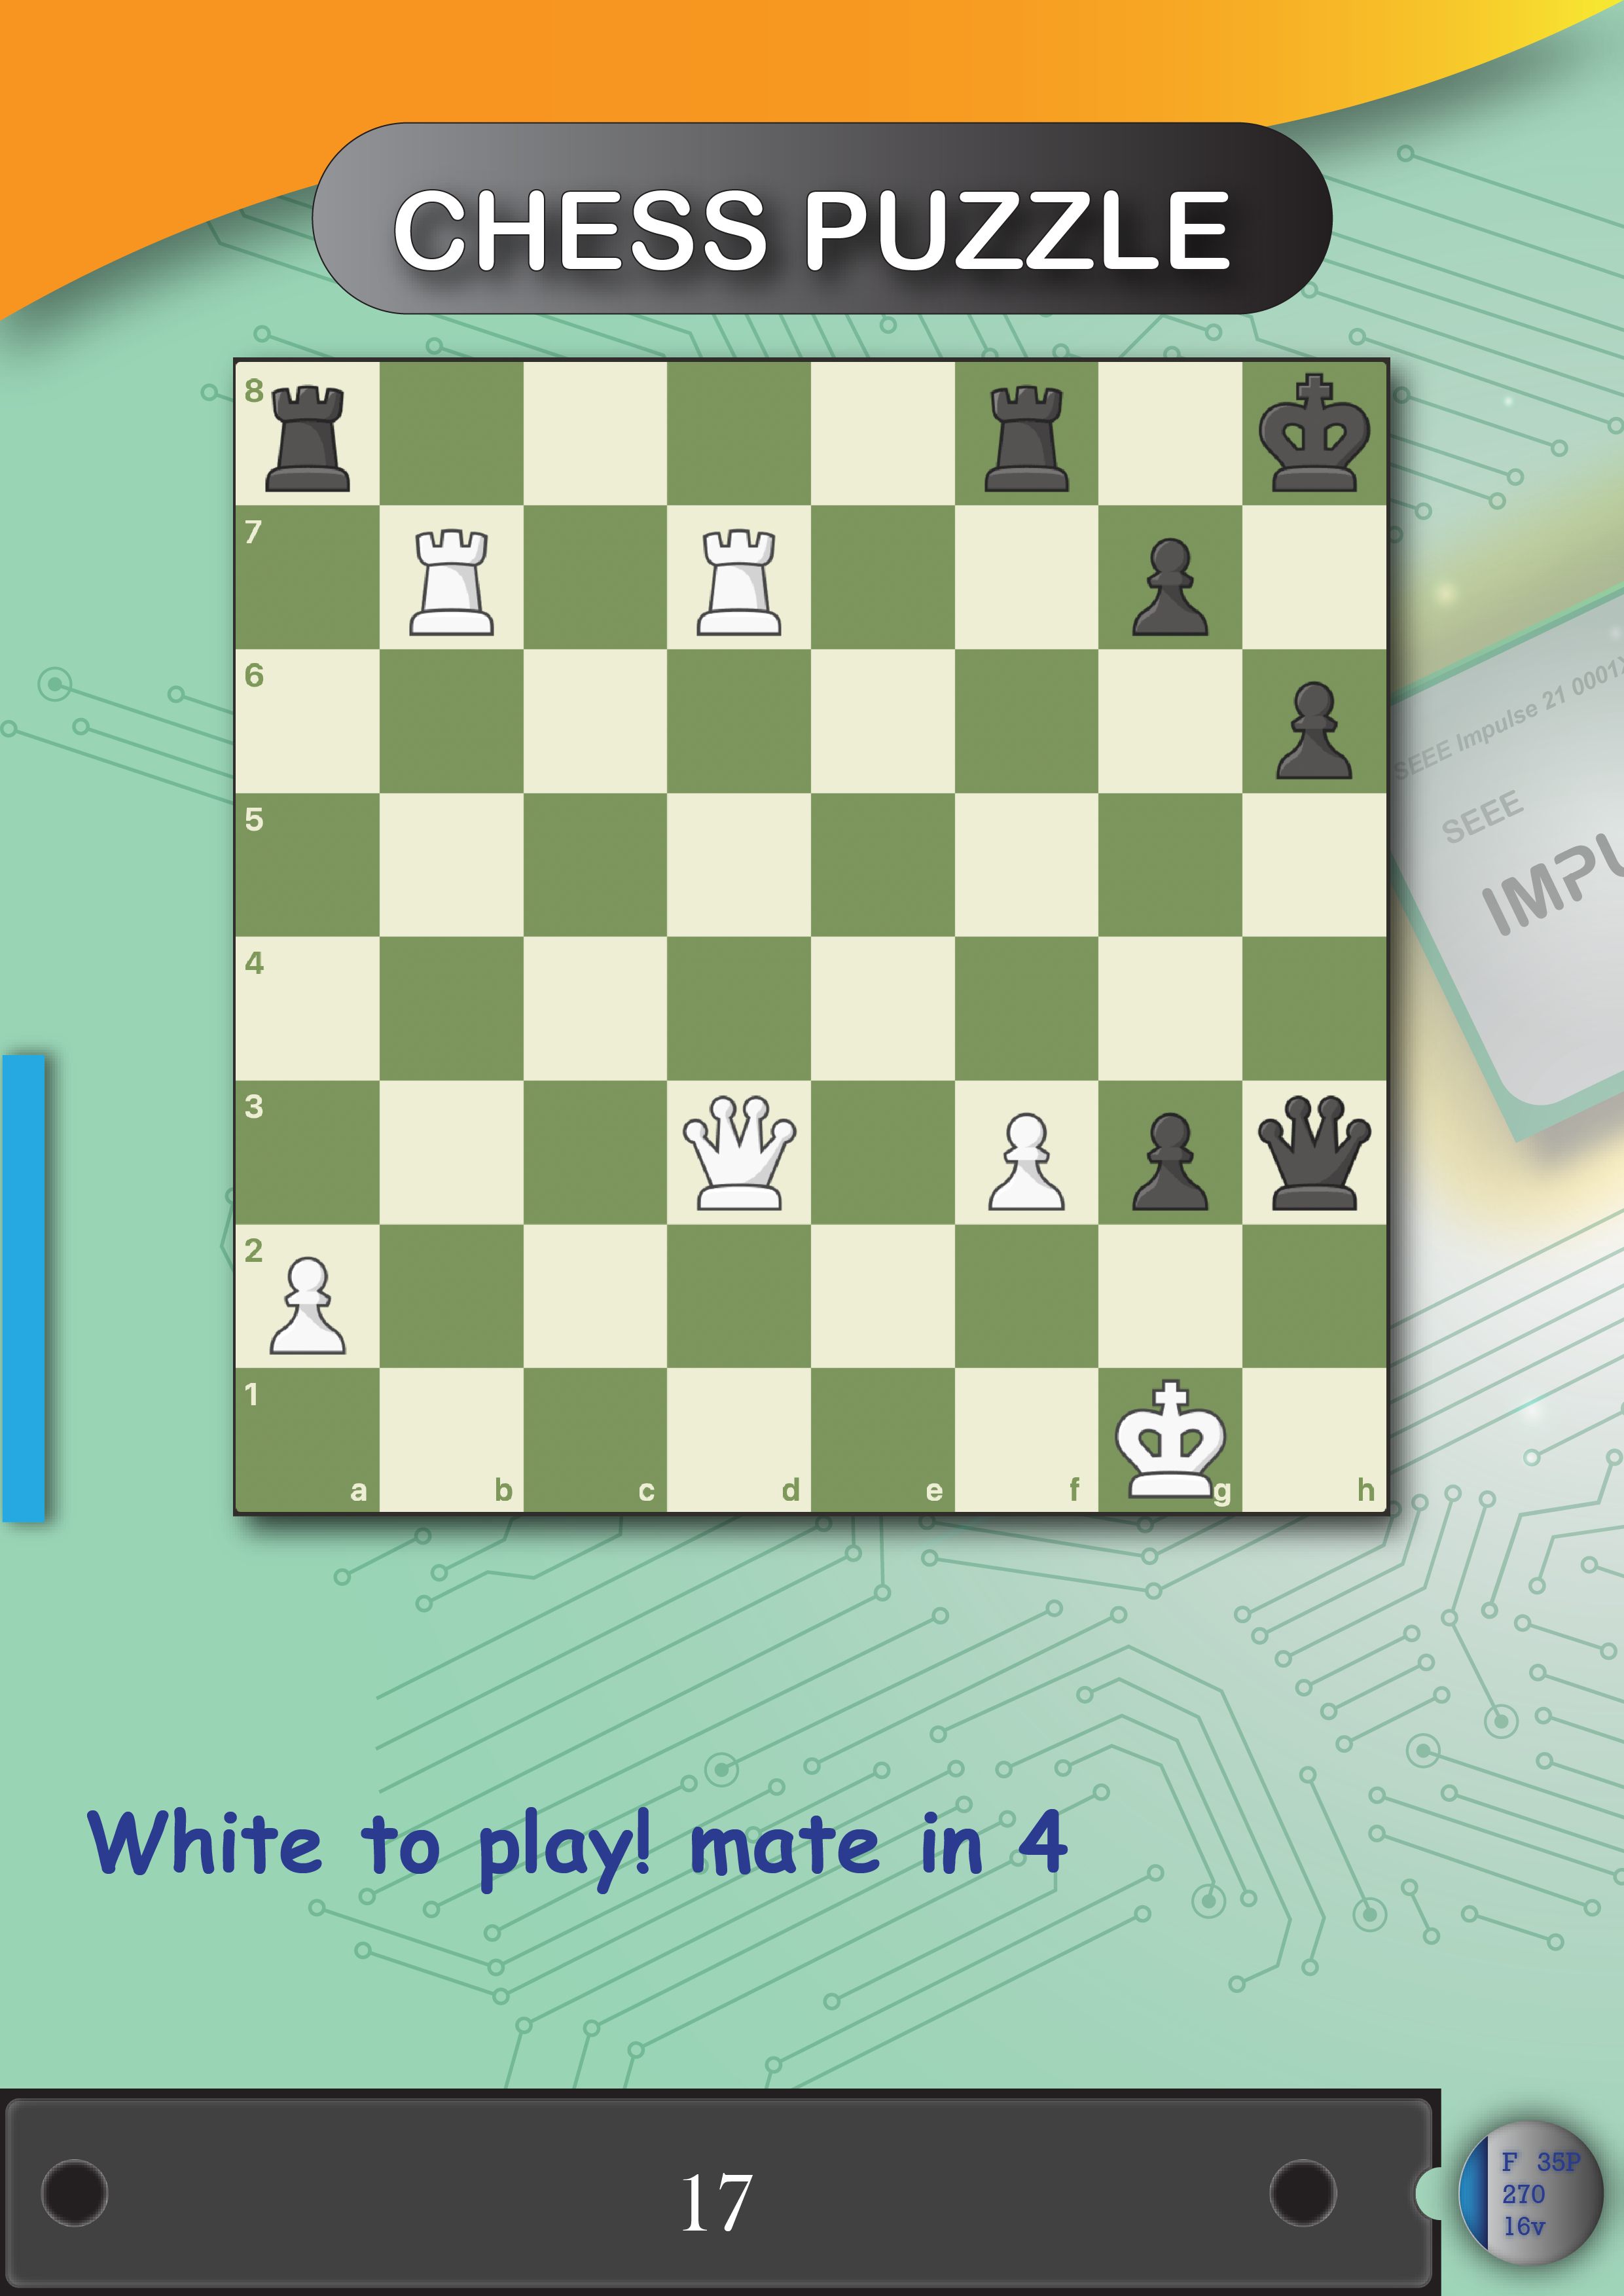 CHESS PUZZLE
8
7
6
5
4
3
2
1
a b c d e f g h
SEEE Impulse 21 0001
SEEE
IMPU
White to play! mate in 4
17
F 35P
270
16v